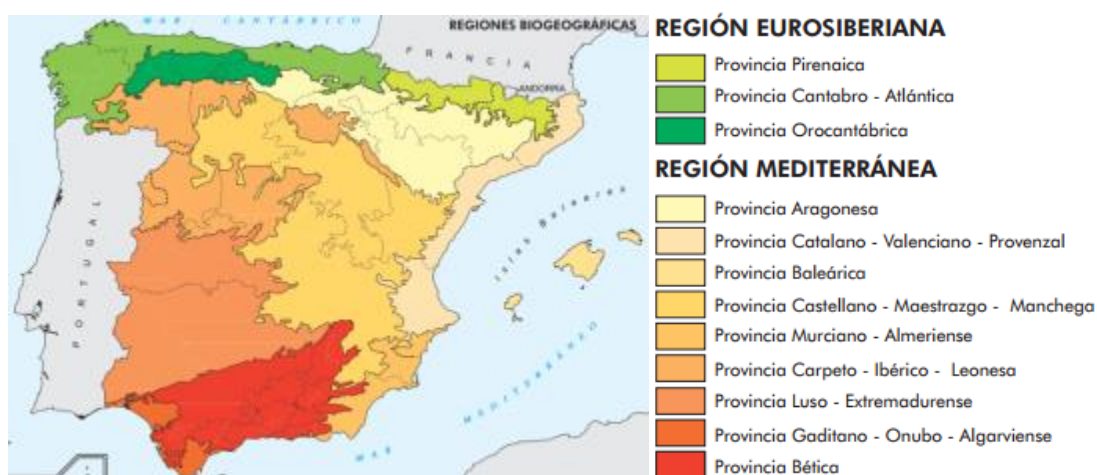 MAR CANTÁBRICO
REGIONES BIOGEOGRÁFICAS
FRANCIA
ANDORRA
PORTUGAL
Islas Baleares
MAR MEDITERRÁNEO
REGIÓN EUROSIBERIANA
Provincia Pirenaica
Provincia Cantabro - Atlántica
Provincia Orocantábrica
REGIÓN MEDITERRÁNEA
Provincia Aragonesa
Provincia Catalano - Valenciano - Provenzal
Provincia Baleárica
Provincia Castellano - Maestrazgo - Manchega
Provincia Murciano - Almeriense
Provincia Carpeto - Ibérico - Leonesa
Provincia Luso - Extremadurense
Provincia Gaditano - Onubo - Algarviense
Provincia Bética